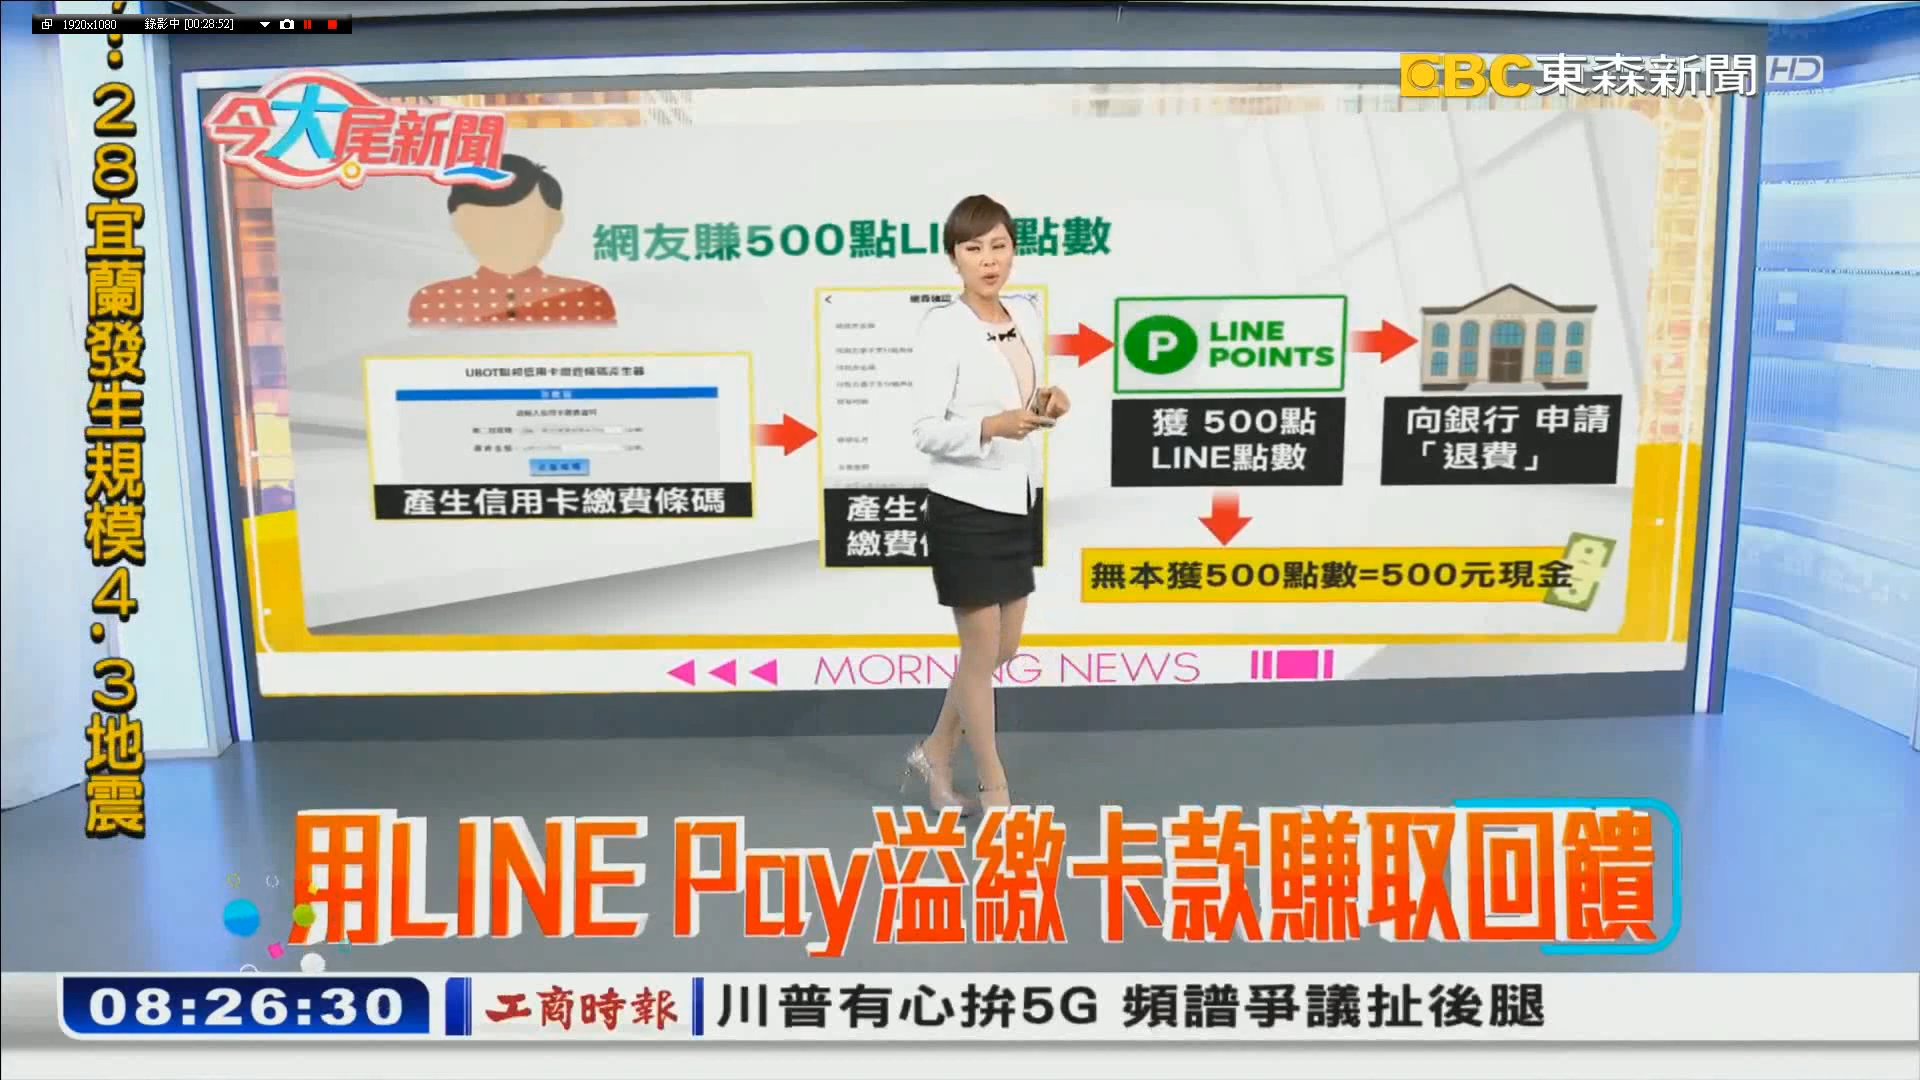 1920x1080 錄影中 [00:28:52]
EBC東森新聞 HD
今大尾新聞
:28宜蘭發生規模4.3地震
網友賺500點LI 點數
UBOT聯邦信用卡繳費條碼產生器
產生信用卡繳費條碼
產生
繳費
LINE
POINTS
獲 500點
LINE點數
向銀行 申請
「退費」
無本獲500點數=500元現金
MORN NG NEWS
用LINE Pay溢繳卡款賺取回饋
08:26:30
工商時報
川普有心拚5G 頻譜爭議扯後腿